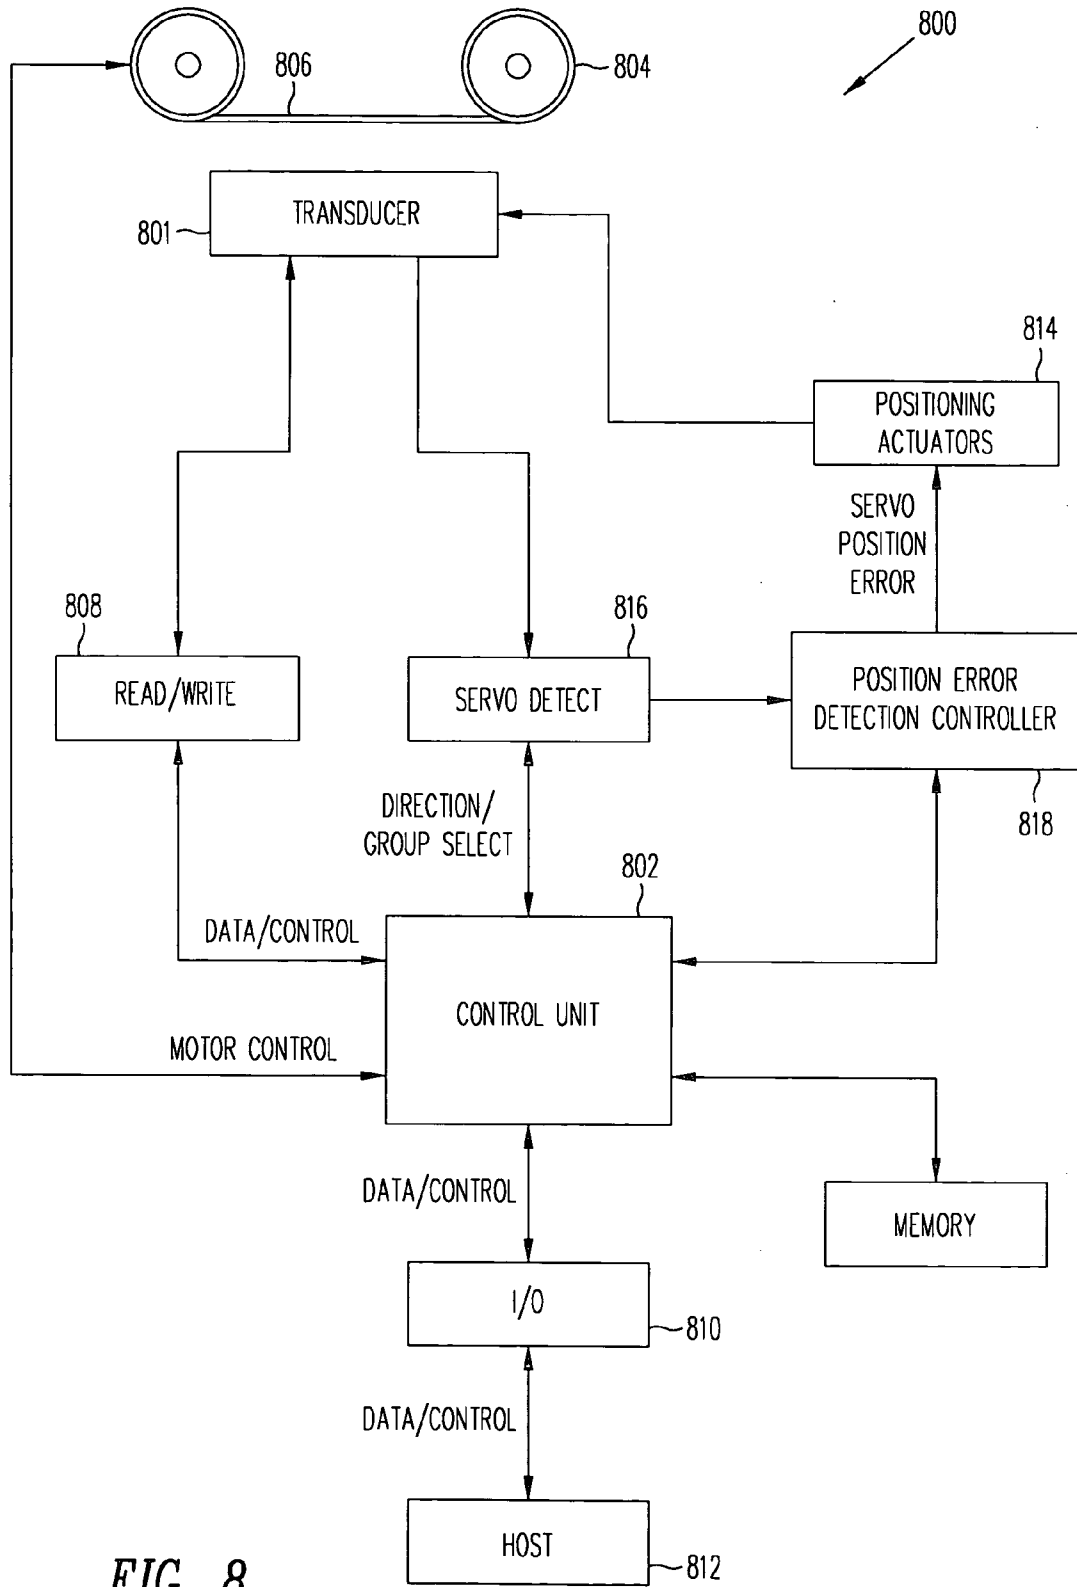 800
806
804
TRANSDUCER
801
814
POSITIONING
ACTUATORS
SERVO
POSITION
ERROR
808
816
READ/WRITE
SERVO DETECT
POSITION ERROR
DETECTION CONTROLLER
818
DIRECTION/
GROUP SELECT
802
DATA/CONTROL
CONTROL UNIT
MOTOR CONTROL
DATA/CONTROL
MEMORY
I/O
810
DATA/CONTROL
HOST
812
FIG. 8